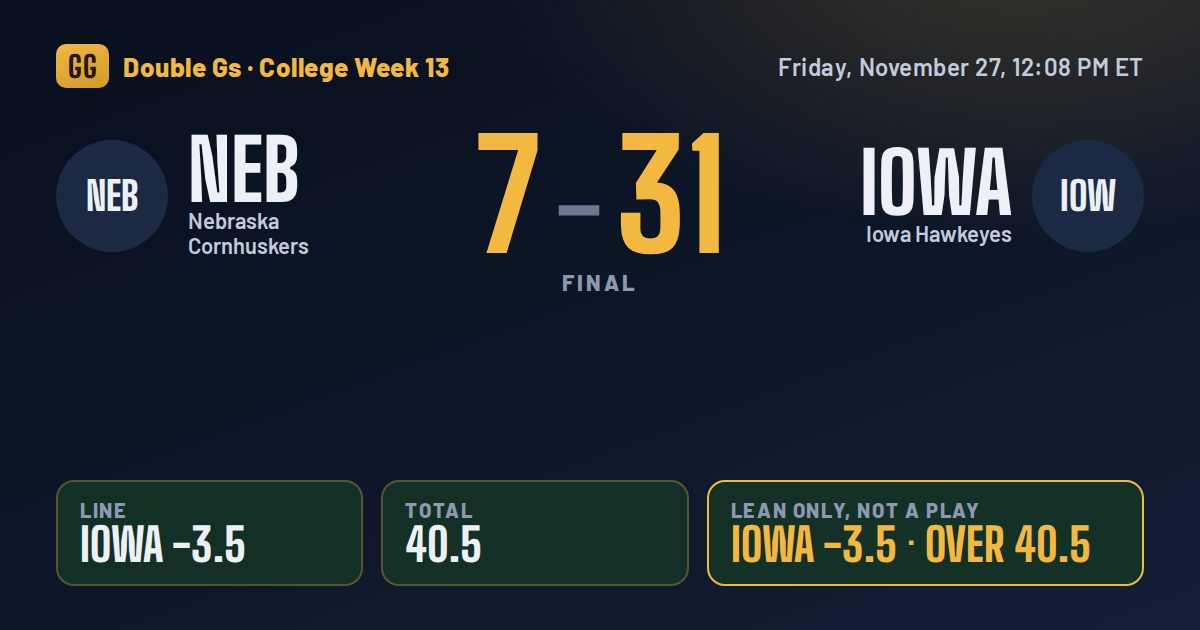 GG
Double Gs · College Week 13
Friday, November 27, 12:08 PM ET
NEB
NEB
Nebraska
Cornhuskers
7–31
FINAL
IOWA
Iowa Hawkeyes
IOW
LINE
IOWA −3.5
TOTAL
40.5
LEAN ONLY, NOT A PLAY
IOWA −3.5 · OVER 40.5